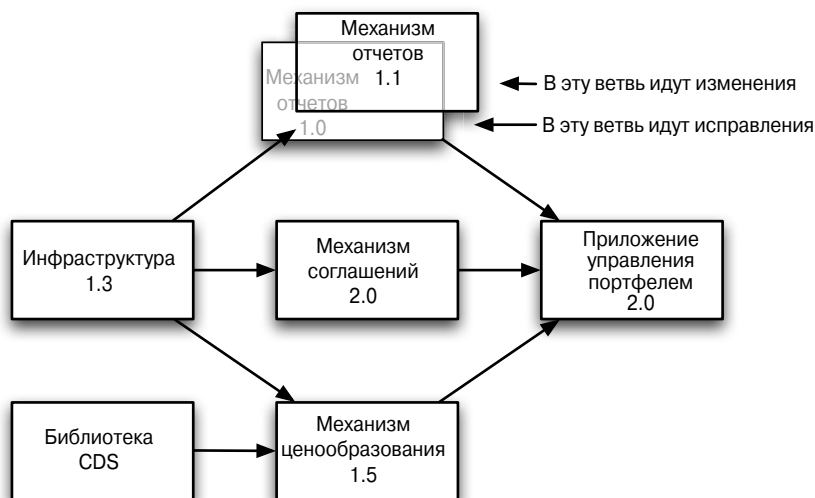 Механизм
отчетов
1.1
Механизм
отчетов
1.0
В эту ветвь идут изменения
В эту ветвь идут исправления
Инфраструктура
1.3
Механизм
соглашений
2.0
Приложение
управления
портфелем
2.0
Библиотека
CDS
Механизм
ценообразования
1.5